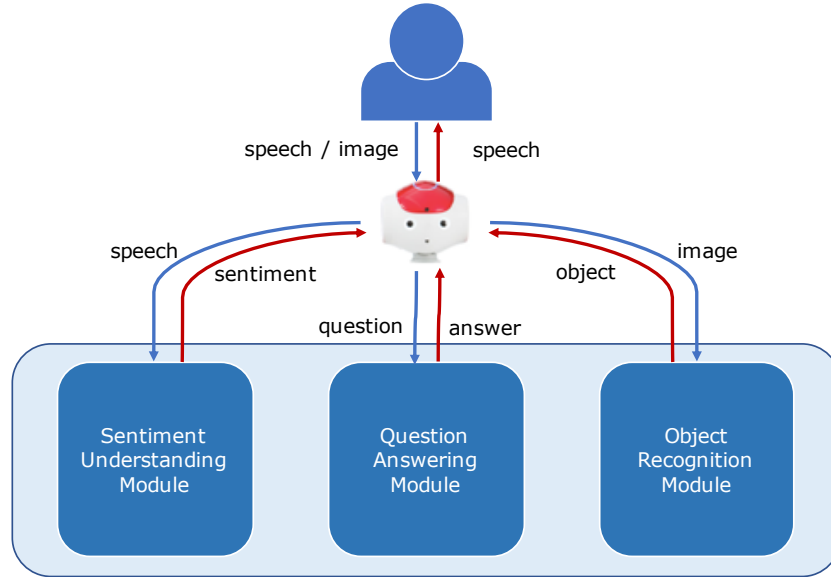 speech / image
speech
speech
sentiment
image
object
question
answer
Sentiment
Understanding
Module
Question
Answering
Module
Object
Recognition
Module